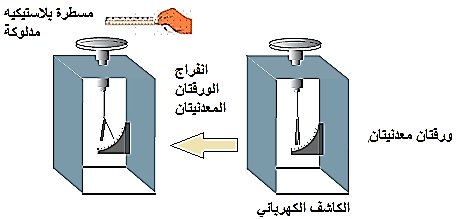 مسطرة بلاستيكيه
مدلوكة
انفراج
الورقتان
المعدنيتان
ورقتان معدنيتان
الكاشف الكهربائي